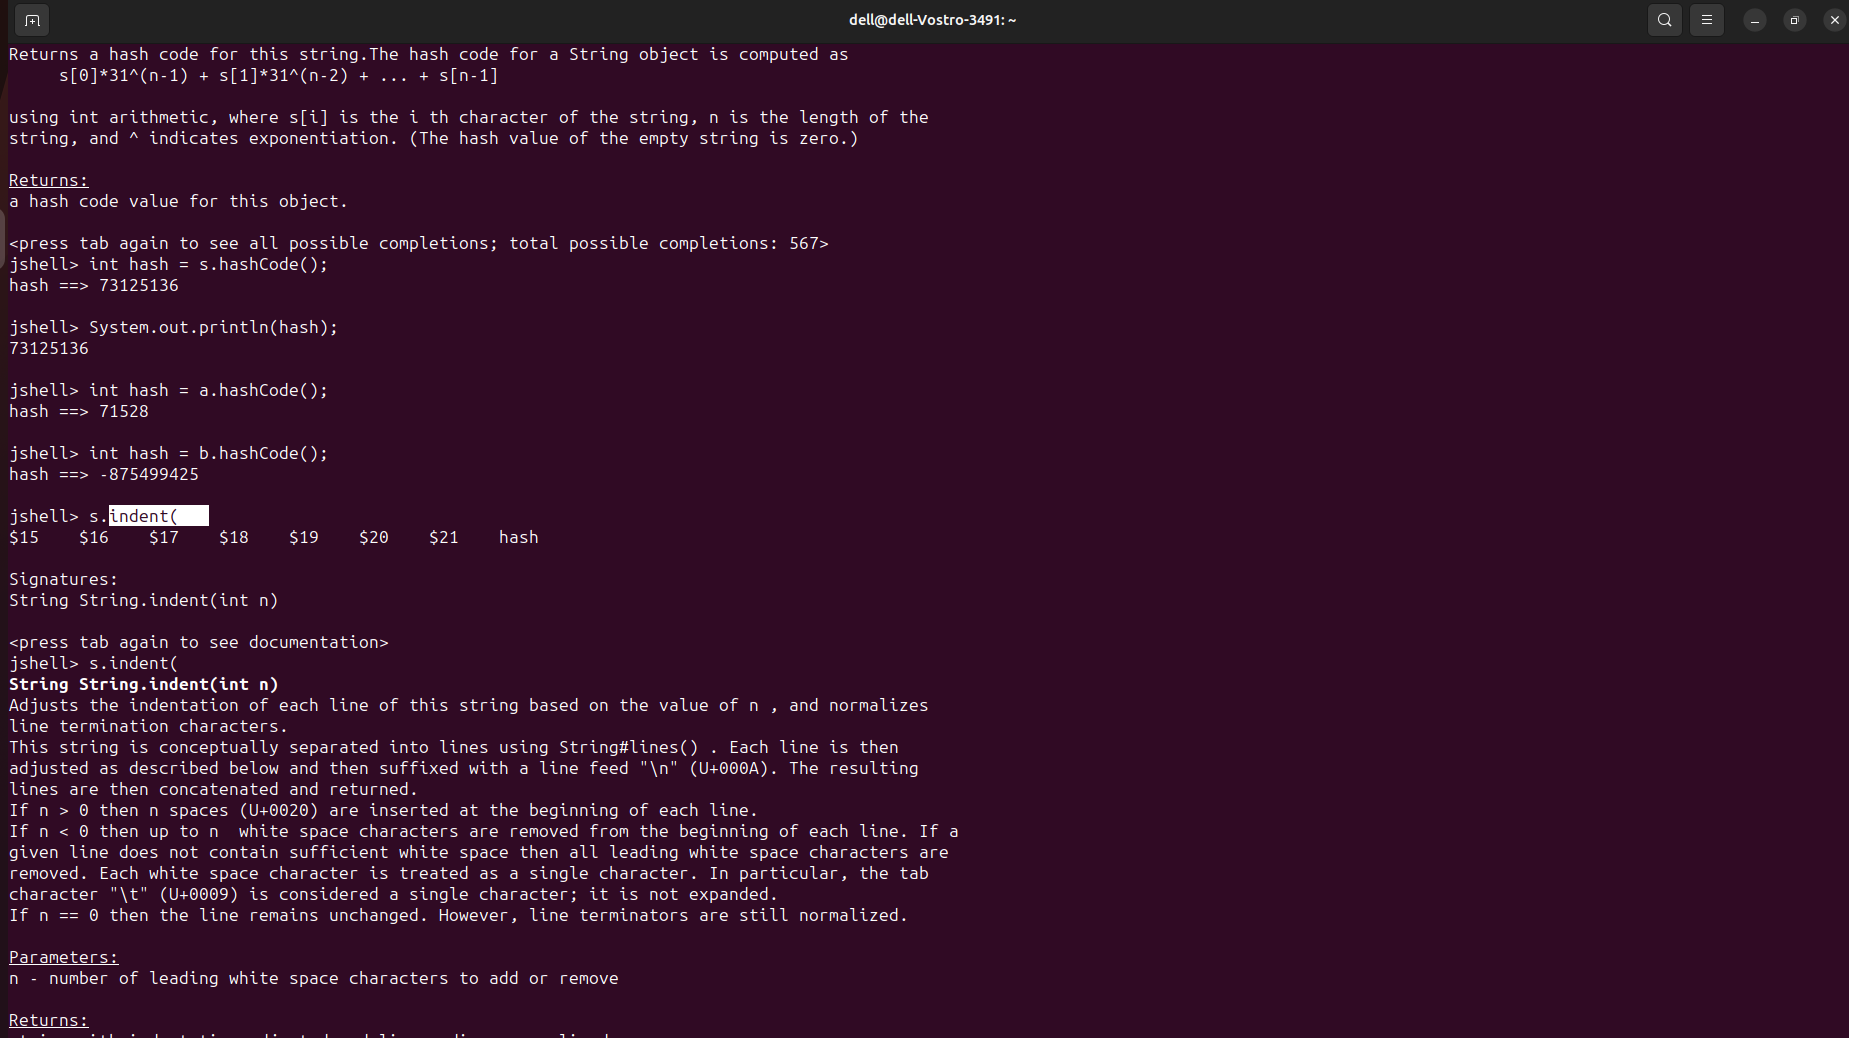 dell@dell-Vostro-3491: ~
Returns a hash code for this string.The hash code for a String object is computed as
     s[0]*31^(n-1) + s[1]*31^(n-2) + ... + s[n-1]
using int arithmetic, where s[i] is the i th character of the string, n is the length of the
string, and ^ indicates exponentiation. (The hash value of the empty string is zero.)
Returns:
a hash code value for this object.
<press tab again to see all possible completions; total possible completions: 567>
jshell> int hash = s.hashCode();
hash ==> 73125136
jshell> System.out.println(hash);
73125136
jshell> int hash = a.hashCode();
hash ==> 71528
jshell> int hash = b.hashCode();
hash ==> -875499425
jshell> s.indent(
$15    $16    $17    $18    $19    $20    $21    hash
Signatures:
String String.indent(int n)
<press tab again to see documentation>
jshell> s.indent(
String String.indent(int n)
Adjusts the indentation of each line of this string based on the value of n , and normalizes
line termination characters.
This string is conceptually separated into lines using String#lines() . Each line is then
adjusted as described below and then suffixed with a line feed "\n" (U+000A). The resulting
lines are then concatenated and returned.
If n > 0 then n spaces (U+0020) are inserted at the beginning of each line.
If n < 0 then up to n  white space characters are removed from the beginning of each line. If a
given line does not contain sufficient white space then all leading white space characters are
removed. Each white space character is treated as a single character. In particular, the tab
character "\t" (U+0009) is considered a single character; it is not expanded.
If n == 0 then the line remains unchanged. However, line terminators are still normalized.
Parameters:
n - number of leading white space characters to add or remove
Returns: